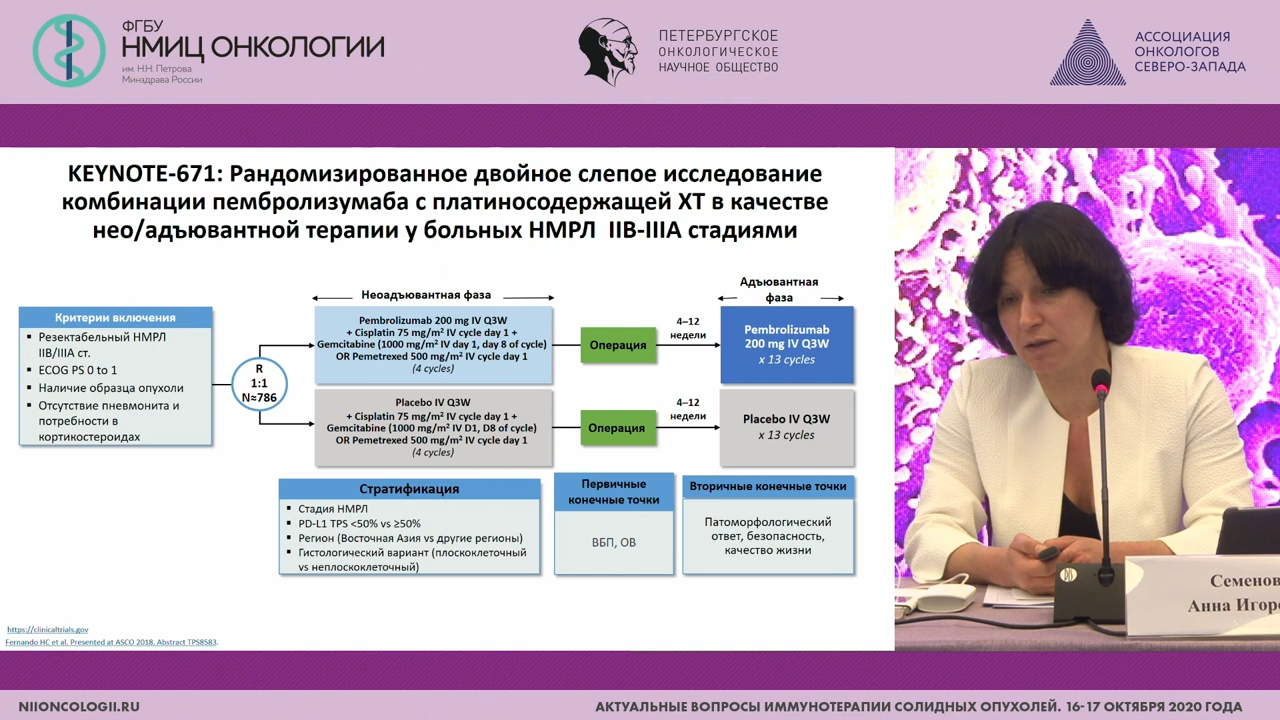 ФГБУ
НМИЦ ОНКОЛОГИИ
им. Н.Н. Петрова
Минздрава России
ПЕТЕРБУРГСКОЕ
ОНКОЛОГИЧЕСКОЕ
НАУЧНОЕ ОБЩЕСТВО
АССОЦИАЦИЯ
ОНКОЛОГОВ
СЕВЕРО-ЗАПАДА
KEYNOTE-671: Рандомизированное двойное слепое исследование
комбинации пембролизумаба с платиносодержащей ХТ в качестве
нео/адъювантной терапии у больных НМРЛ IIB-IIIA стадиями
Критерии включения
▪ Резектабельный НМРЛ
IIB/IIIA ст.
▪ ECOG PS 0 to 1
▪ Наличие образца опухоли
▪ Отсутствие пневмонита и
потребности в
кортикостероидах
R
1:1
N≈786
Неоадъювантная фаза
Pembrolizumab 200 mg IV Q3W
+ Cisplatin 75 mg/m² IV cycle day 1 +
Gemcitabine (1000 mg/m² IV day 1, day 8 of cycle)
OR Pemetrexed 500 mg/m² IV cycle day 1
(4 cycles)
Операция
4–12
недели
Адъювантная
фаза
Pembrolizumab
200 mg IV Q3W
x 13 cycles
Placebo IV Q3W
+ Cisplatin 75 mg/m² IV cycle day 1 +
Gemcitabine (1000 mg/m² IV D1, D8 of cycle)
OR Pemetrexed 500 mg/m² IV cycle day 1
(4 cycles)
Операция
4–12
недели
Placebo IV Q3W
x 13 cycles
Стратификация
▪ Стадия НМРЛ
▪ PD-L1 TPS <50% vs ≥50%
▪ Регион (Восточная Азия vs другие регионы)
▪ Гистологический вариант (плоскоклеточный
vs неплоскоклеточный)
Первичные
конечные точки
ВБП, ОВ
Вторичные конечные точки
Патоморфологический
ответ, безопасность,
качество жизни
https://clinicaltrials.gov
Fernando HC et al. Presented at ASCO 2018. Abstract TPS8583.
Семенов
Анна Игоре
NIIONCOLOGII.RU
АКТУАЛЬНЫЕ ВОПРОСЫ ИММУНОТЕРАПИИ СОЛИДНЫХ ОПУХОЛЕЙ. 16-17 ОКТЯБРЯ 2020 ГОДА